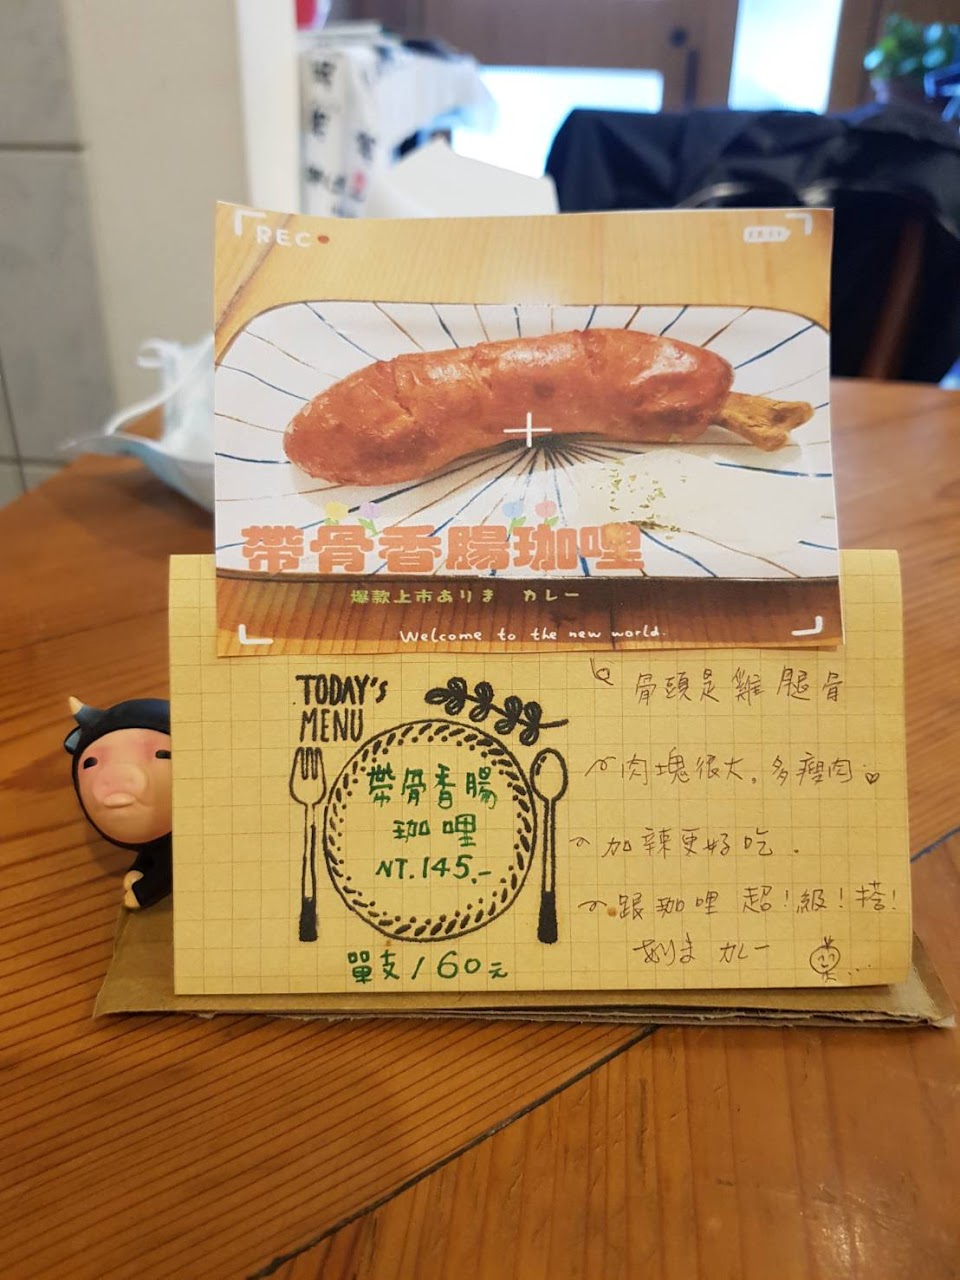 REC
帶骨香腸珈哩
爆款上市ありま カレー
Welcome to the new world.
TODAY's
MENU
帶骨香腸
珈哩
NT.145.-
單支/60元
骨頭是雞腿骨
肉塊很大。多瘦肉
加辣更好吃.
跟珈哩 超!級!搭!
ありま カレー